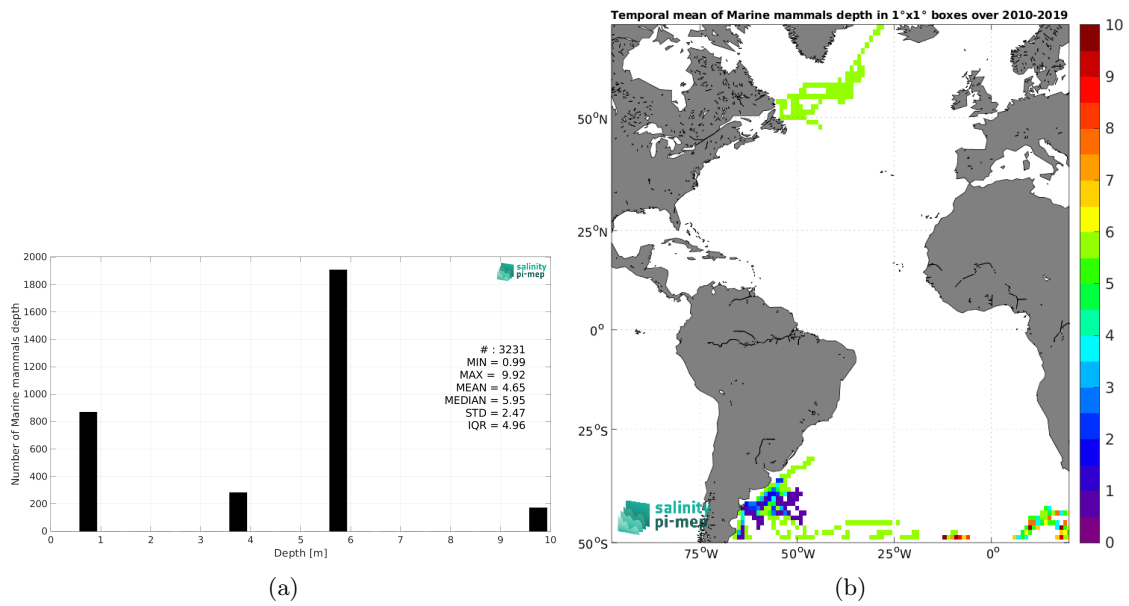 Temporal mean of Marine mammals depth in 1°x1° boxes over 2010-2019
50°N
25°N
0°
25°S
50°S
75°W
50°W
25°W
0°
10
9
8
7
6
5
4
3
2
1
0
salinity
pi-mep
2000
1800
1600
1400
1200
1000
800
600
400
200
0
Number of Marine mammals depth
0
1
2
3
4
5
6
7
8
9
10
Depth [m]
salinity
pi-mep
# : 3231
MIN = 0.99
MAX = 9.92
MEAN = 4.65
MEDIAN = 5.95
STD = 2.47
IQR = 4.96
(a)
(b)